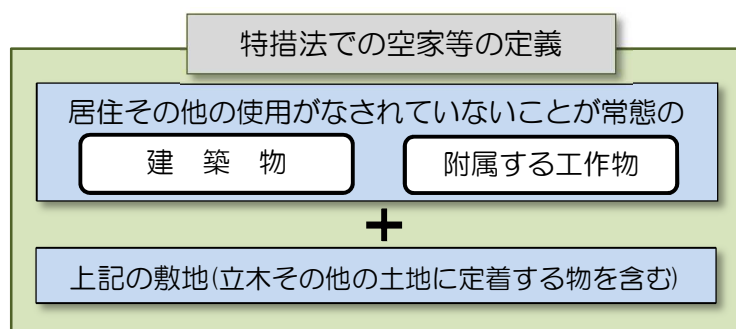 特措法での空家等の定義
居住その他の使用がなされていないことが常態の
建 築 物
附属する工作物
+
上記の敷地(立木その他の土地に定着する物を含む)